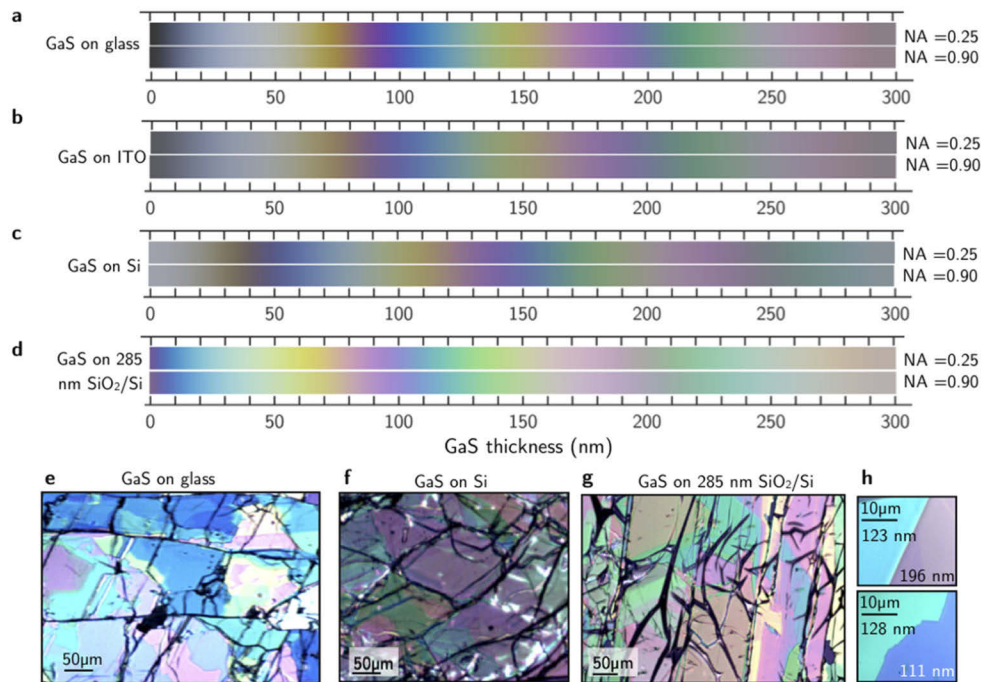 a
GaS on glass
NA =0.25
NA =0.90
0 50 100 150 200 250 300
b
GaS on ITO
NA =0.25
NA =0.90
0 50 100 150 200 250 300
c
GaS on Si
NA =0.25
NA =0.90
0 50 100 150 200 250 300
d
GaS on 285
nm SiO₂/Si
NA =0.25
NA =0.90
0 50 100 150 200 250 300
GaS thickness (nm)
e GaS on glass
50μm
f GaS on Si
50μm
g GaS on 285 nm SiO₂/Si
50μm
h
10μm
123 nm
196 nm
10μm
128 nm
111 nm